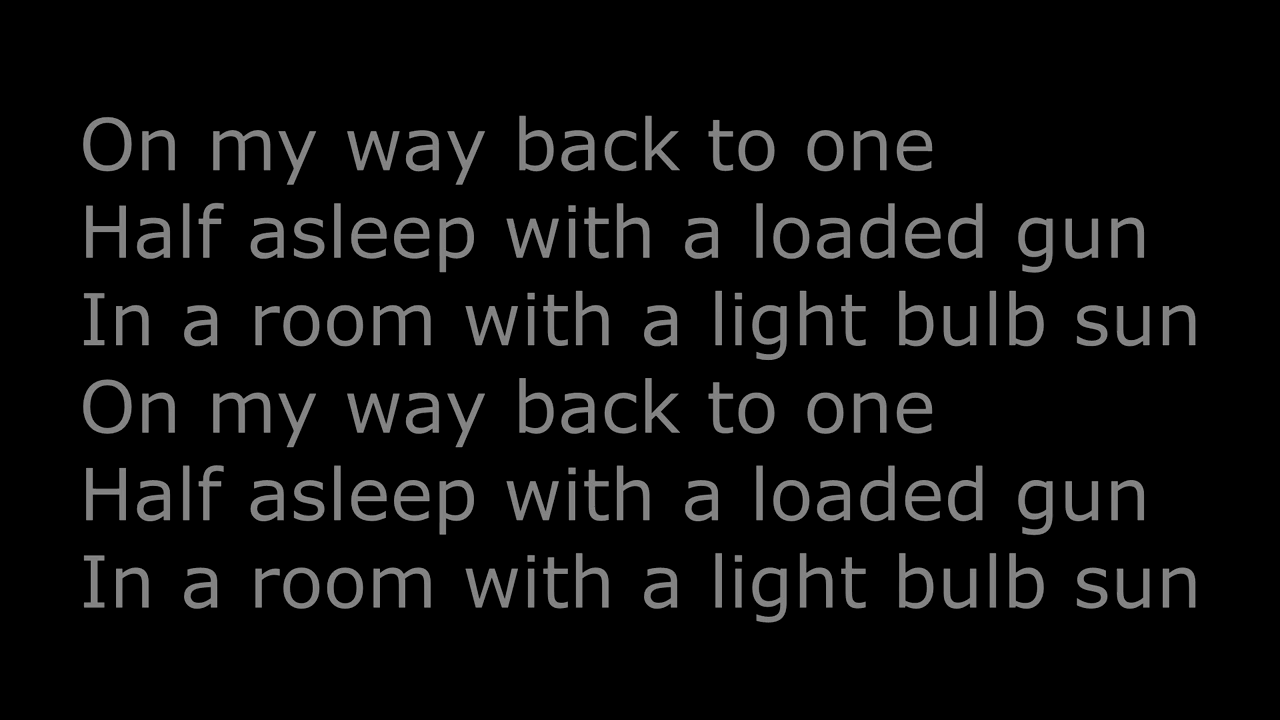 On my way back to one
Half asleep with a loaded gun
In a room with a light bulb sun
On my way back to one
Half asleep with a loaded gun
In a room with a light bulb sun